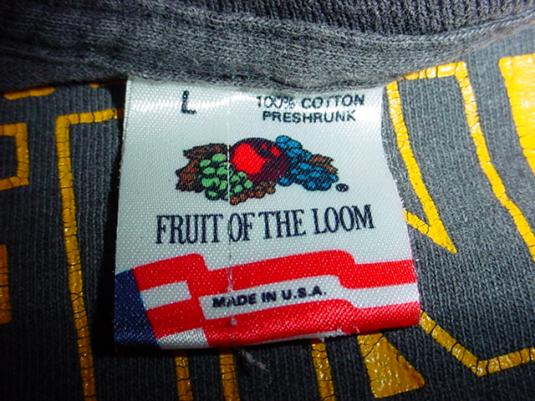 L
100% COTTON
PRESHRUNK
FRUIT OF THE LOOM
MADE IN U.S.A.